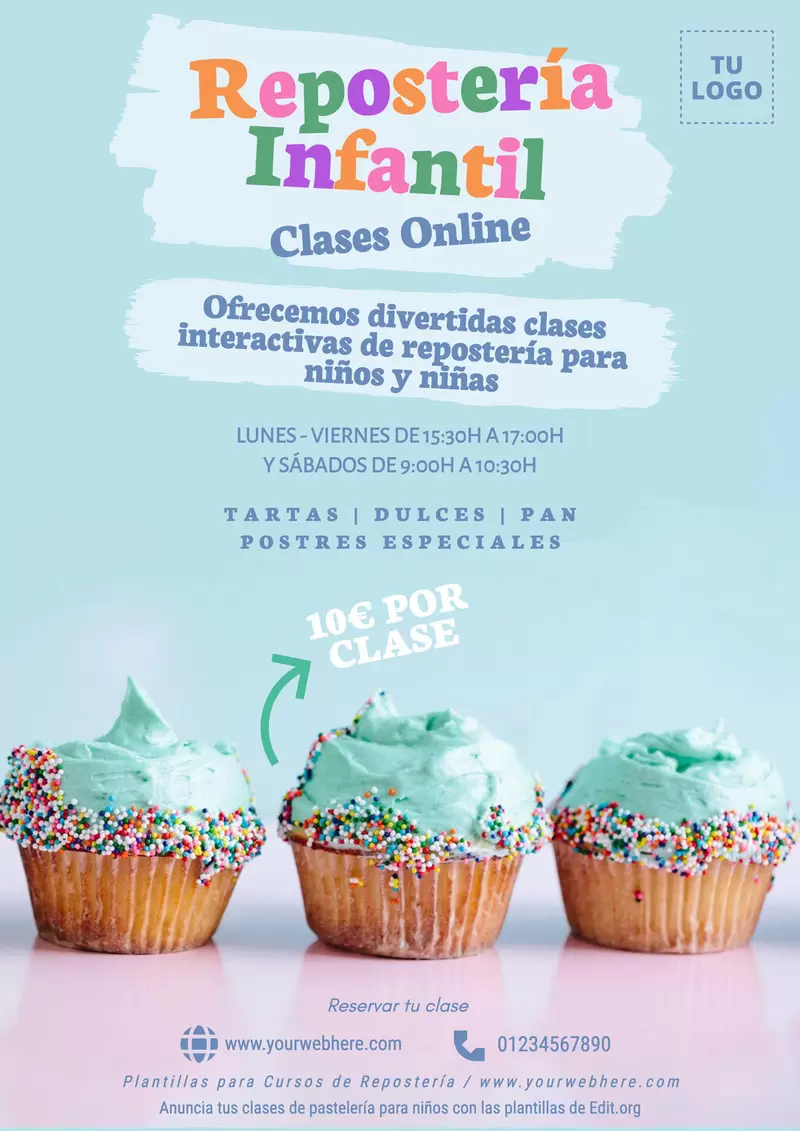 TU
LOGO
Repostería
Infantil
Clases Online
Ofrecemos divertidas clases
interactivas de repostería para
niños y niñas
LUNES - VIERNES DE 15:30H A 17:00H
Y SÁBADOS DE 9:00H A 10:30H
TARTAS | DULCES | PAN
POSTRES ESPECIALES
10€ POR
CLASE
Reservar tu clase
www.yourwebhere.com 01234567890
Plantillas para Cursos de Repostería / www.yourwebhere.com
Anuncia tus clases de pastelería para niños con las plantillas de Edit.org